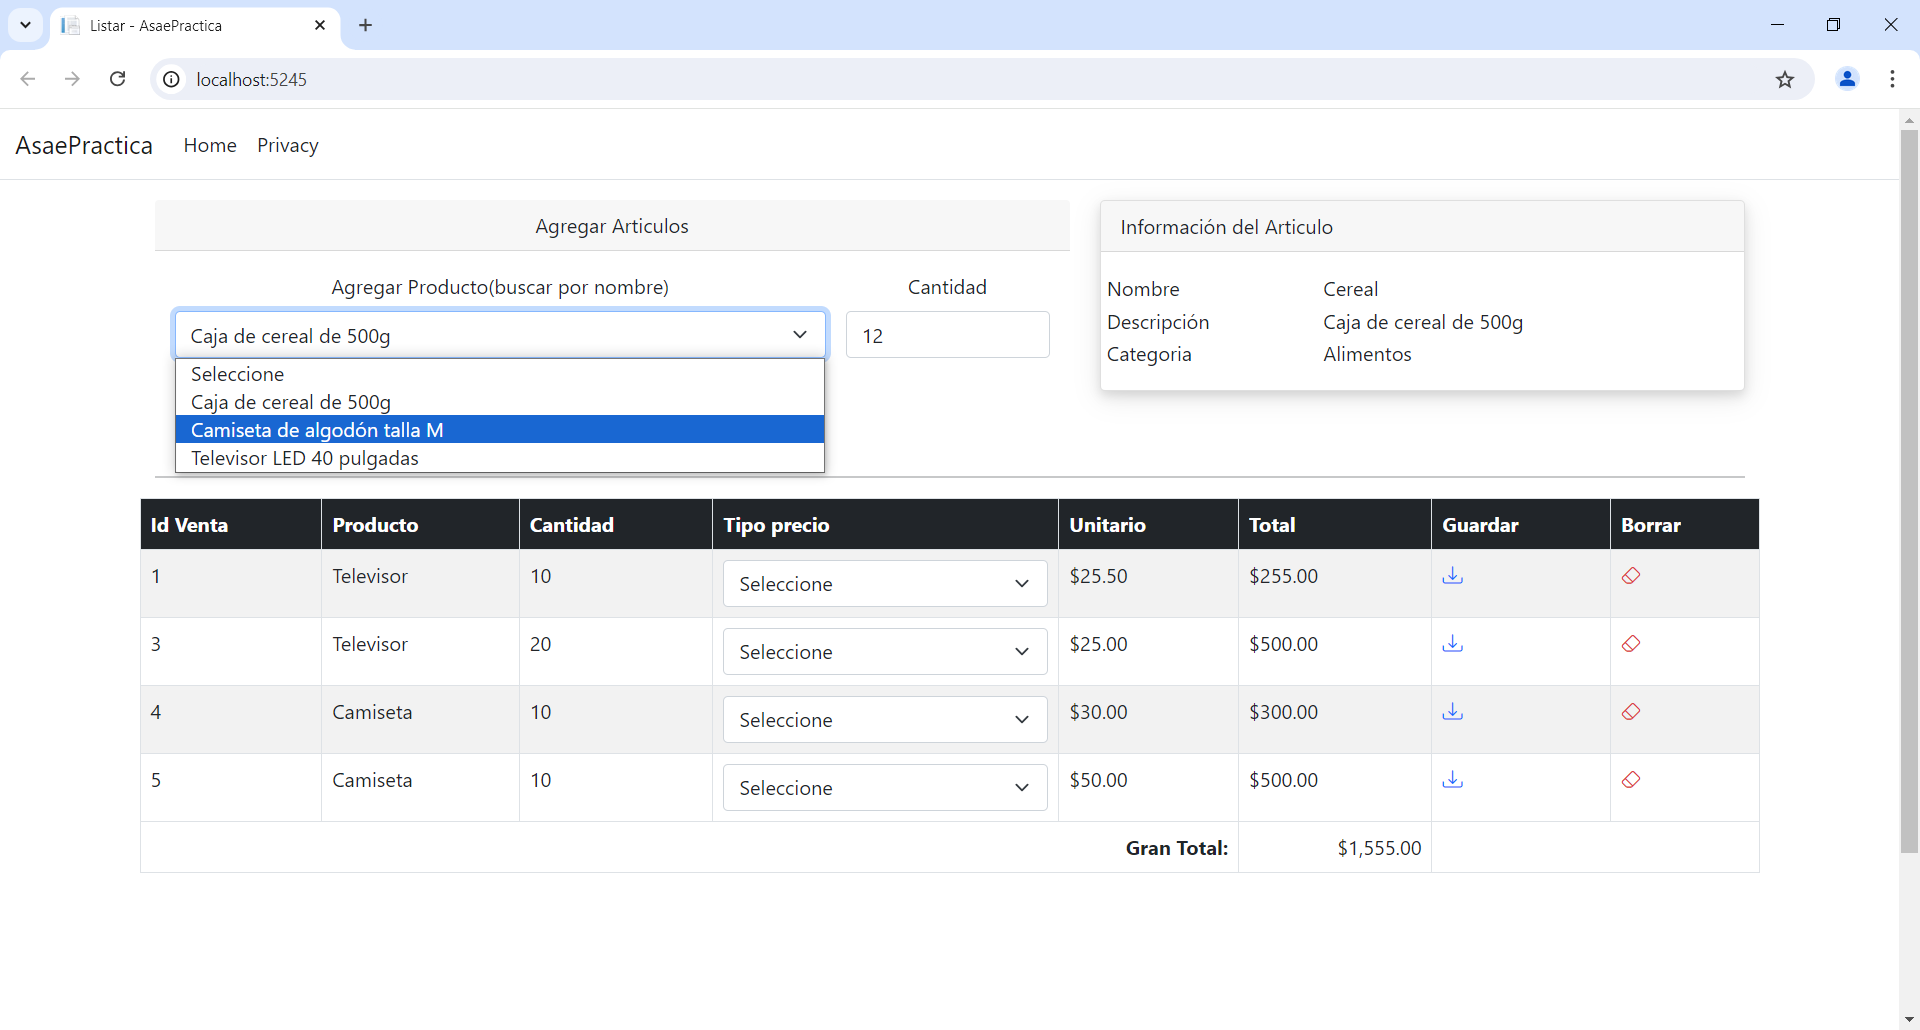 Listar - AsaePractica
localhost:5245
AsaePractica Home Privacy
Agregar Articulos
Agregar Producto(buscar por nombre) Cantidad
Caja de cereal de 500g 12
Seleccione
Caja de cereal de 500g
Camiseta de algodón talla M
Televisor LED 40 pulgadas
Información del Articulo
Nombre Cereal
Descripción Caja de cereal de 500g
Categoria Alimentos
Id Venta Producto Cantidad Tipo precio Unitario Total Guardar Borrar
1 Televisor 10 Seleccione $25.50 $255.00
3 Televisor 20 Seleccione $25.00 $500.00
4 Camiseta 10 Seleccione $30.00 $300.00
5 Camiseta 10 Seleccione $50.00 $500.00
Gran Total: $1,555.00